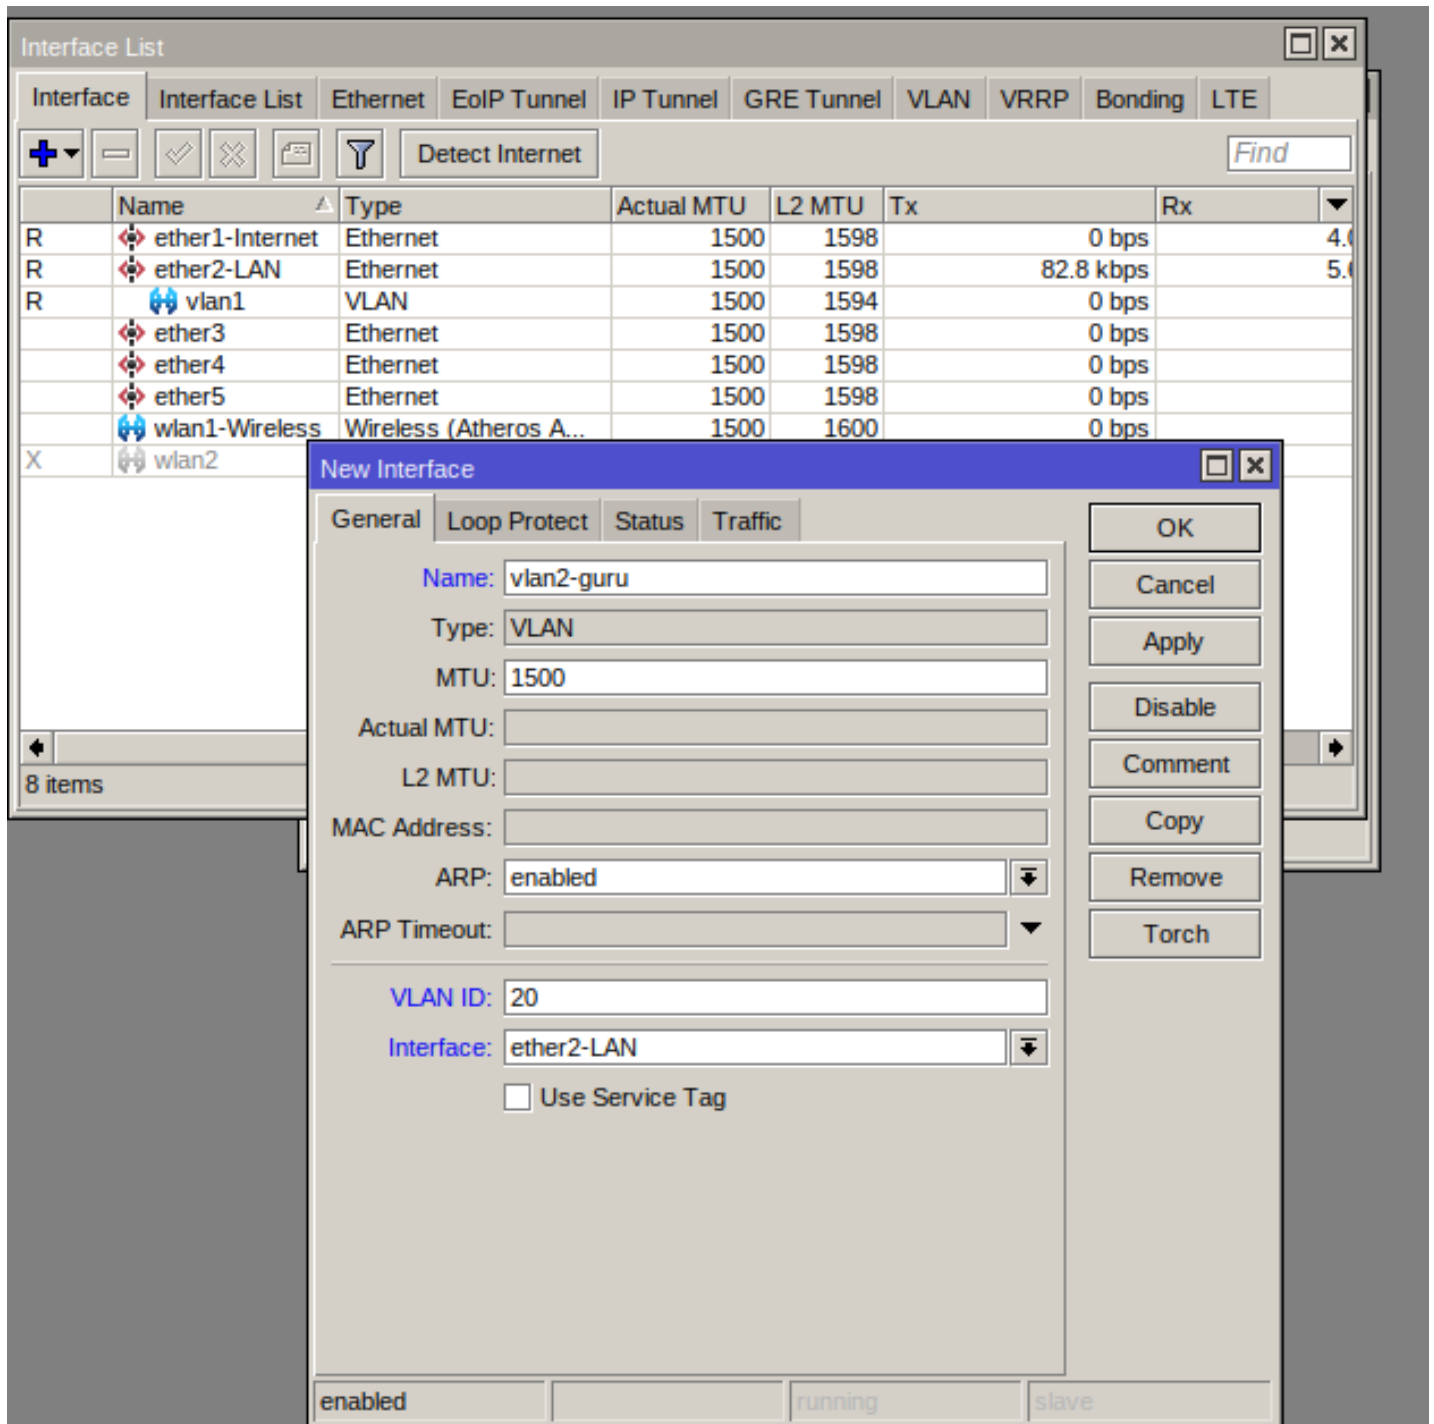 Interface List
Interface Interface List Ethernet EoIP Tunnel IP Tunnel GRE Tunnel VLAN VRRP Bonding LTE
Detect Internet Find
Name Type Actual MTU L2 MTU Tx Rx
R ether1-Internet Ethernet 1500 1598 0 bps
R ether2-LAN Ethernet 1500 1598 82.8 kbps
R vlan1 VLAN 1500 1594 0 bps
ether3 Ethernet 1500 1598 0 bps
ether4 Ethernet 1500 1598 0 bps
ether5 Ethernet 1500 1598 0 bps
wlan1-Wireless Wireless (Atheros A... 1500 1600 0 bps
X wlan2
8 items
New Interface
General Loop Protect Status Traffic
Name: vlan2-guru
Type: VLAN
MTU: 1500
Actual MTU:
L2 MTU:
MAC Address:
ARP: enabled
ARP Timeout:
VLAN ID: 20
Interface: ether2-LAN
Use Service Tag
OK
Cancel
Apply
Disable
Comment
Copy
Remove
Torch
enabled running slave